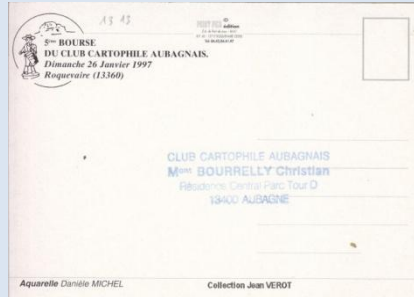 13 13
5ème BOURSE
DU CLUB CARTOPHILE AUBAGNAIS.
Dimanche 26 Janvier 1997
Roquevaire (13360)
édition
CLUB CARTOPHILE AUBAGNAIS
BOURRELLY Christian
Résidence Central Parc Tour D
13400 AUBAGNE
Aquarelle Danièle MICHEL
Collection Jean VEROT